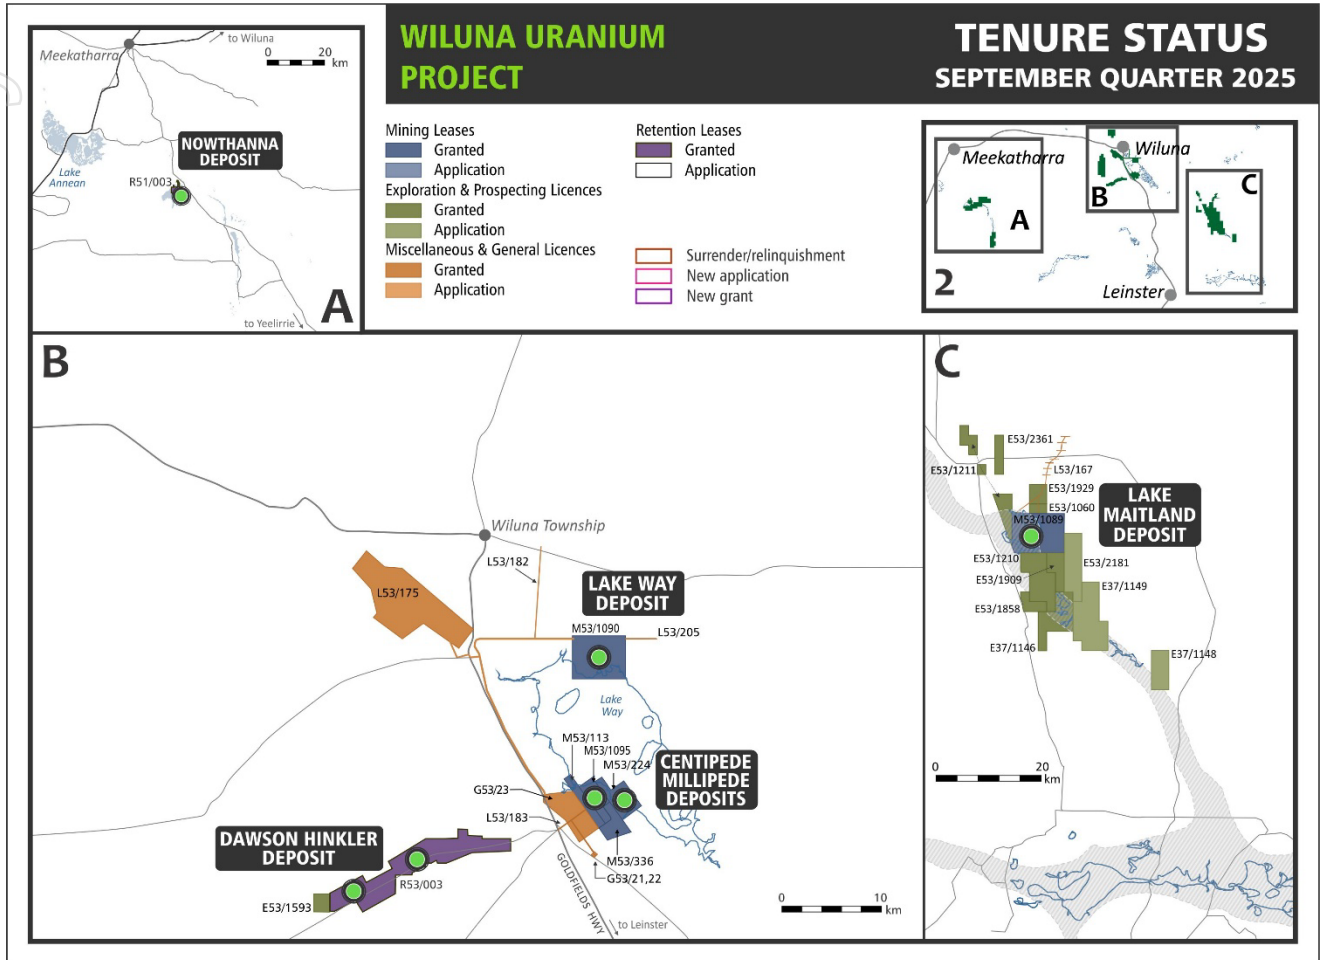 WILUNA URANIUM
PROJECT
TENURE STATUS
SEPTEMBER QUARTER 2025
Meekatharra
to Wiluna
0 20
km
NOWTHANNA
DEPOSIT
Lake
Annean
R51/003
to Yeelirrie
A
Mining Leases
Granted
Application
Exploration & Prospecting Licences
Granted
Application
Miscellaneous & General Licences
Granted
Application
Retention Leases
Granted
Application
Surrender/relinquishment
New application
New grant
Meekatharra
Wiluna
A
B
C
2
Leinster
B
Wiluna Township
L53/182
L53/175
LAKE WAY
DEPOSIT
M53/1090
L53/205
Lake
Way
M53/113
M53/1095
M53/224
CENTIPEDE
MILLIPEDE
DEPOSITS
G53/23
L53/183
M53/336
G53/21,22
DAWSON HINKLER
DEPOSIT
R53/003
E53/1593
GOLDFIELDS HWY
to Leinster
0 10
km
C
E53/2361
E53/1211
L53/167
E53/1929
E53/1060
M53/1089
LAKE
MAITLAND
DEPOSIT
E53/1210
E53/2181
E53/1909
E37/1149
E53/1858
E37/1146
E37/1148
0 20
km